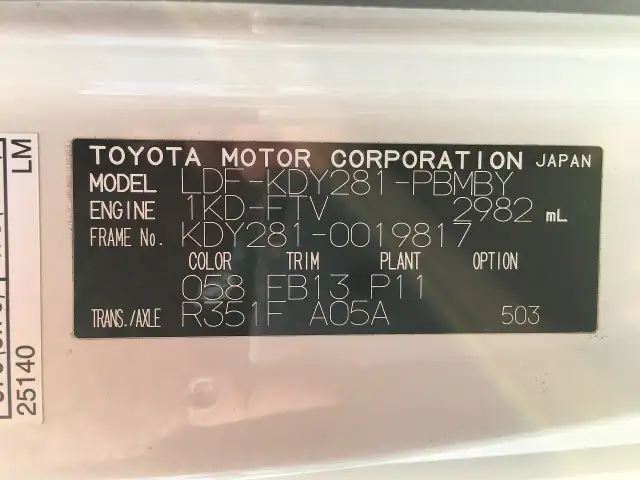 TOYOTA MOTOR CORPORATION JAPAN
MODEL LDF-KDY281-PBMBY
ENGINE 1KD-FTV 2982 mL
FRAME No. KDY281-0019817
COLOR TRIM PLANT OPTION
058 FB13 P11
TRANS./AXLE R351F A05A 503
LM
25140